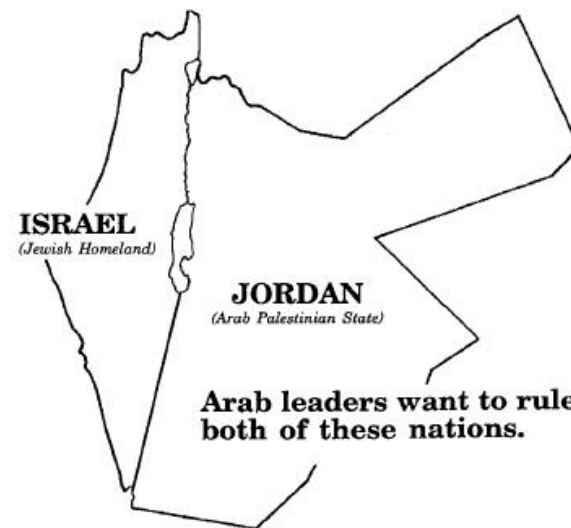 ISRAEL
(Jewish Homeland)
JORDAN
(Arab Palestinian State)
Arab leaders want to rule
both of these nations.